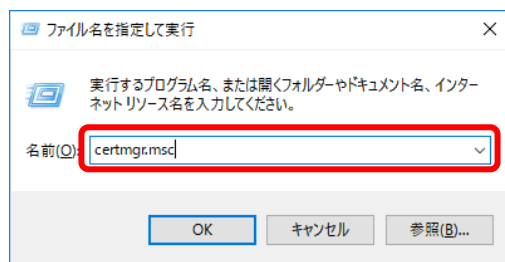 ファイル名を指定して実行
実行するプログラム名、または開くフォルダーやドキュメント名、インター
ネット リソース名を入力してください。
名前(O): certmgr.msc
OK キャンセル 参照(B)...